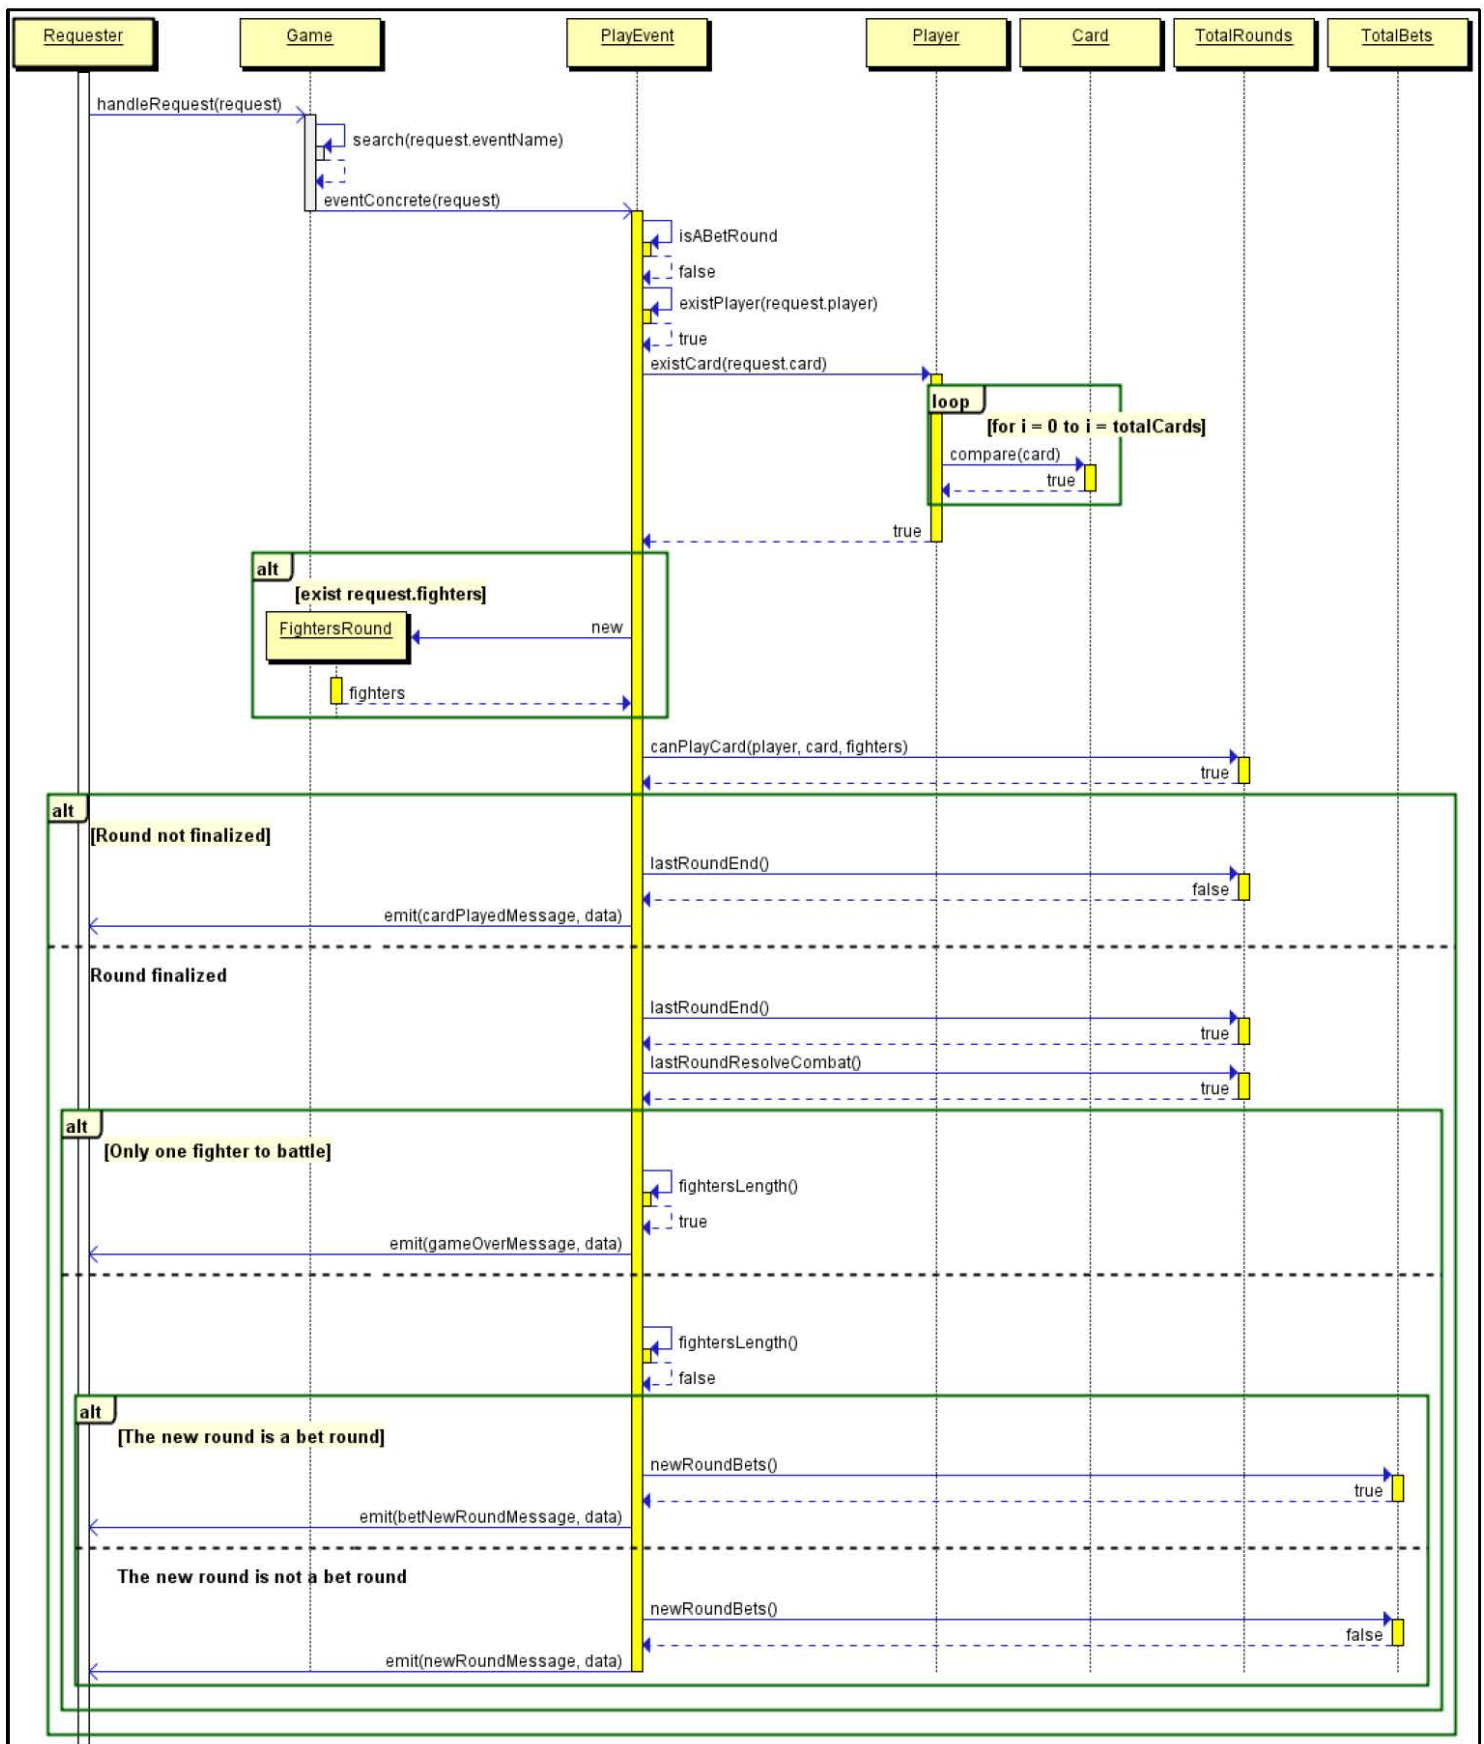 Requester Game PlayEvent Player Card TotalRounds TotalBets
handleRequest(request)
search(request.eventName)
eventConcrete(request)
isABetRound
false
existPlayer(request.player)
true
existCard(request.card)
loop
[for i = 0 to i = totalCards]
compare(card)
true
true
alt
[exist request.fighters]
FightersRound new
fighters
canPlayCard(player, card, fighters)
true
alt
[Round not finalized]
lastRoundEnd()
false
emit(cardPlayedMessage, data)
Round finalized
lastRoundEnd()
true
lastRoundResolveCombat()
true
alt
[Only one fighter to battle]
fightersLength()
true
emit(gameOverMessage, data)
fightersLength()
false
alt
[The new round is a bet round]
newRoundBets()
true
emit(betNewRoundMessage, data)
The new round is not a bet round
newRoundBets()
false
emit(newRoundMessage, data)